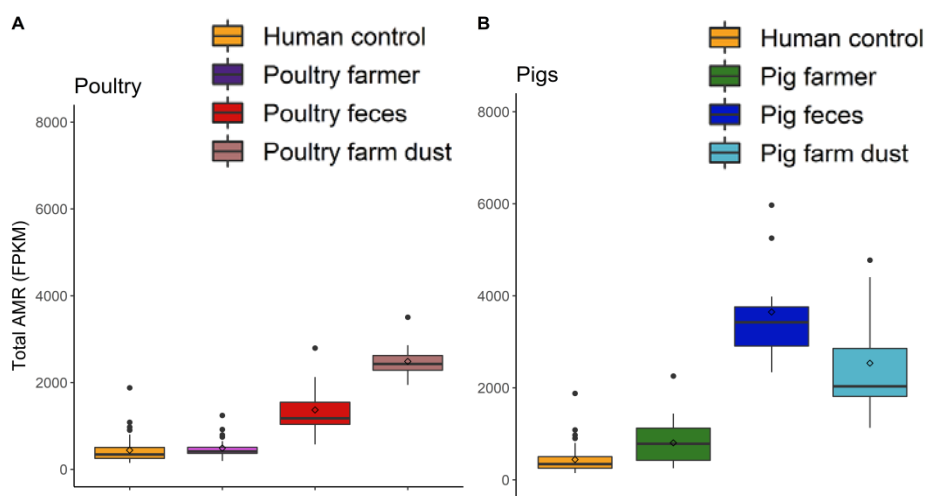 A
Human control
Poultry farmer
Poultry feces
Poultry farm dust
Poultry
8000
6000
4000
2000
0
Total AMR (FPKM)
B
Human control
Pig farmer
Pig feces
Pig farm dust
Pigs
8000
6000
4000
2000
0